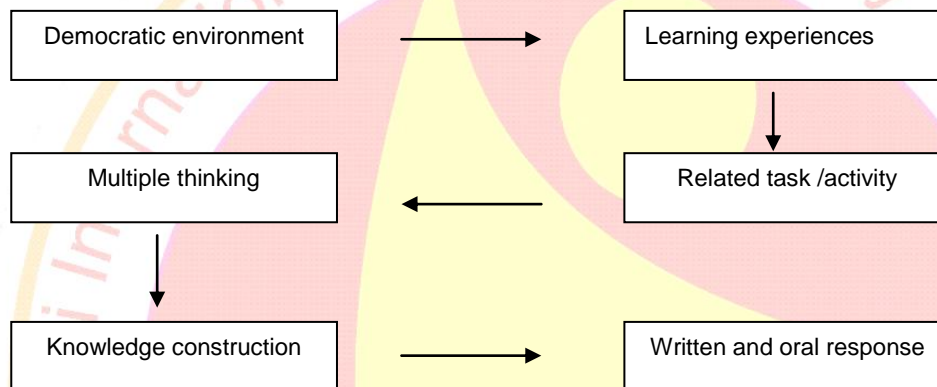 Democratic environment
Learning experiences
Multiple thinking
Related task /activity
Knowledge construction
Written and oral response